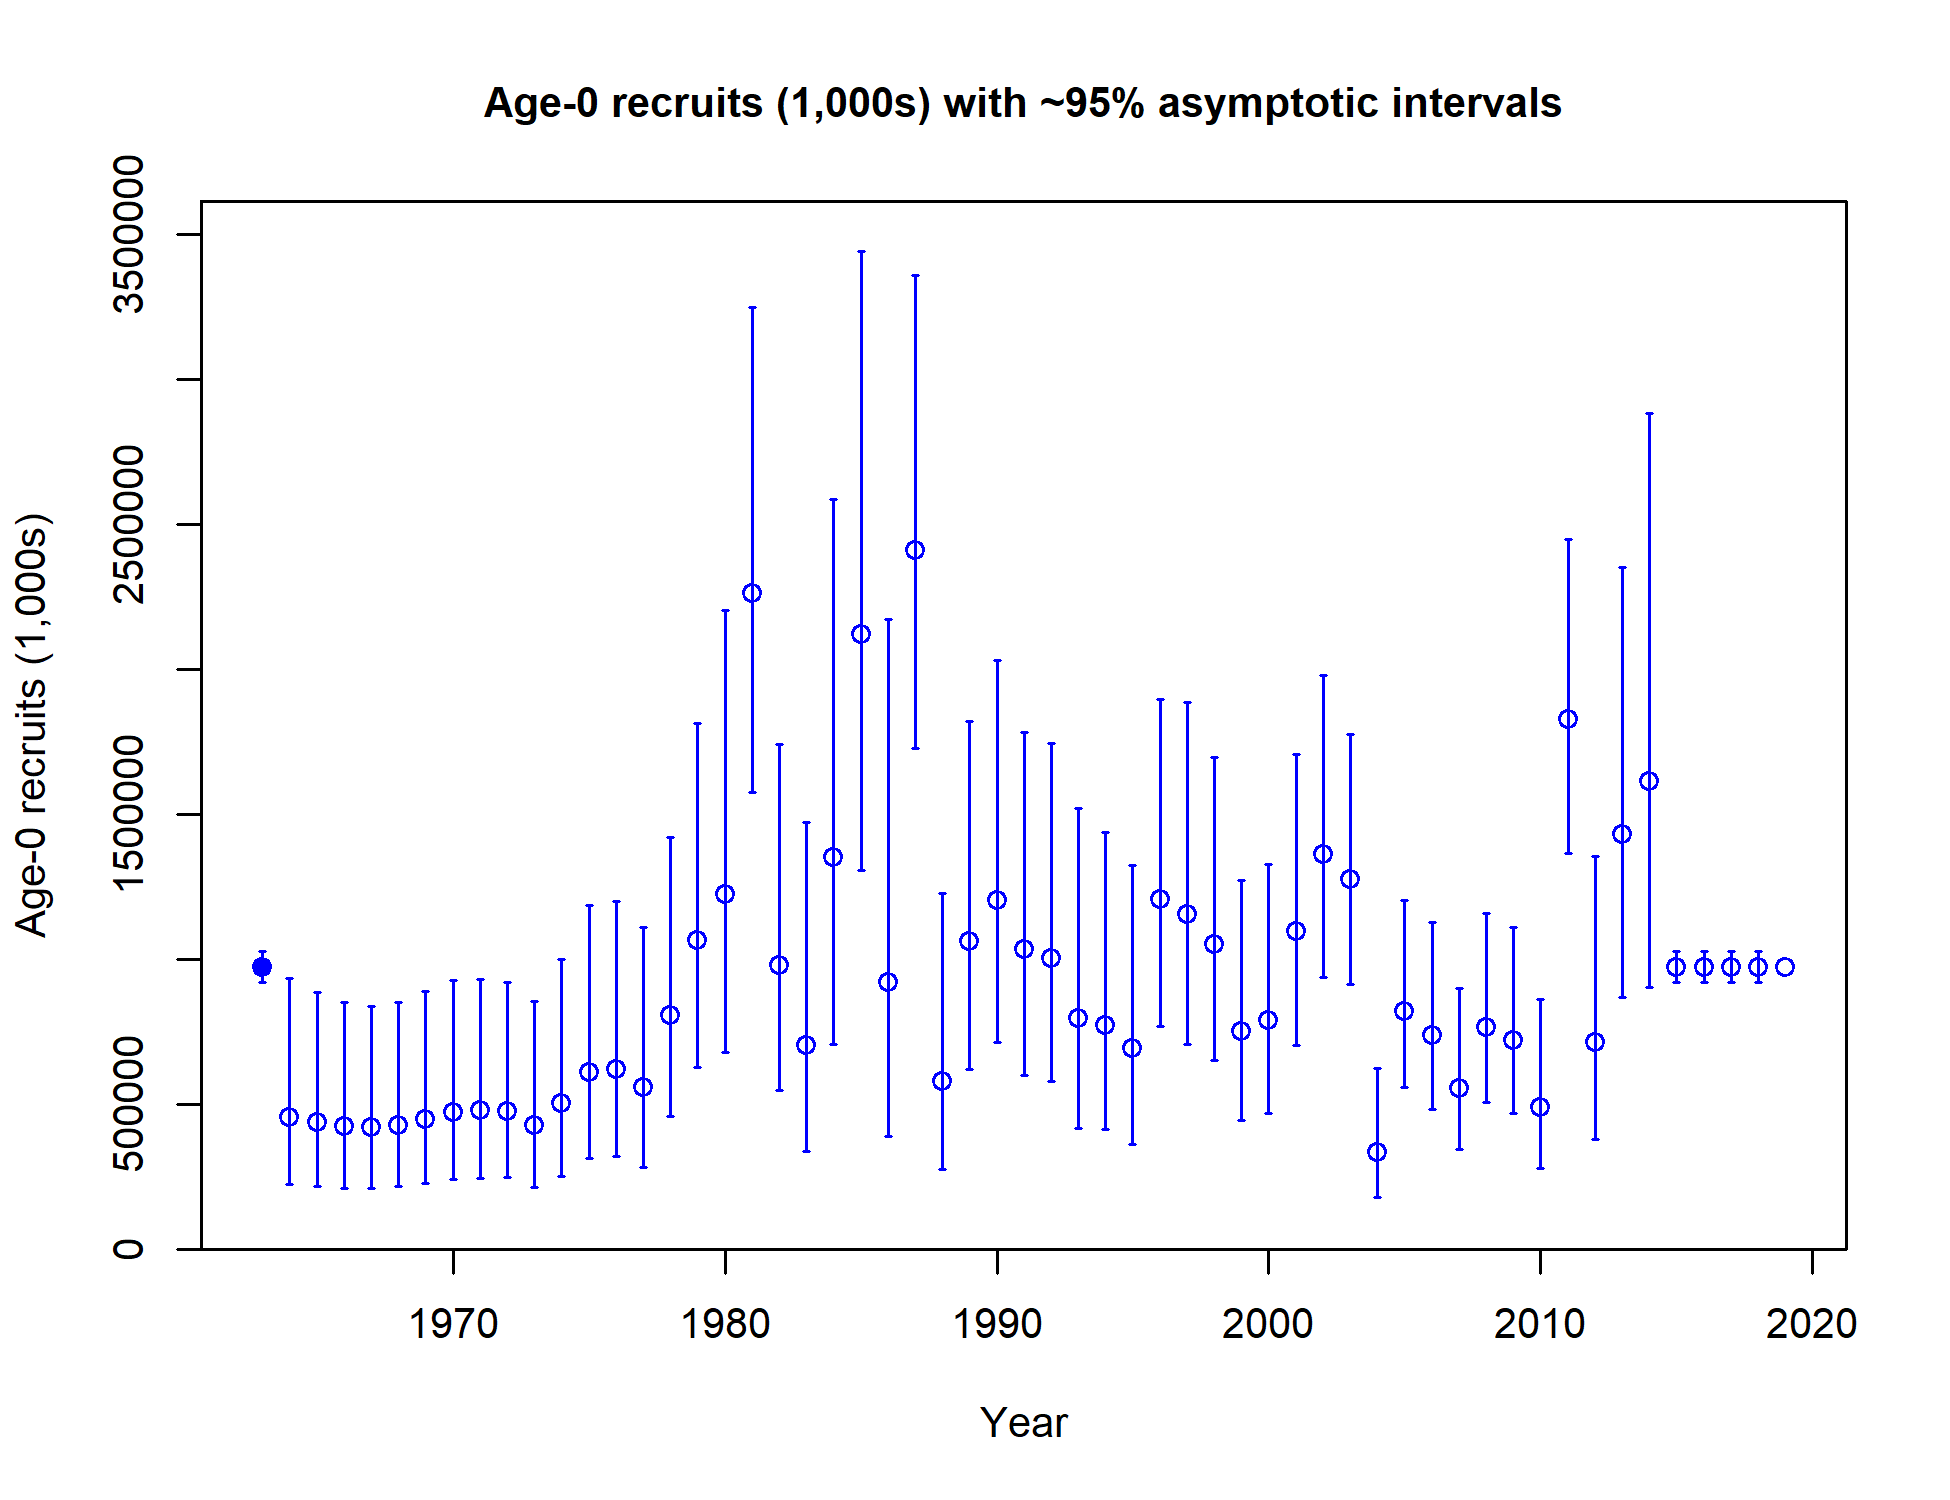 Age-0 recruits (1,000s) with ~95% asymptotic intervals
Age-0 recruits (1,000s)
3500000
2500000
1500000
500000
0
1970 1980 1990 2000 2010 2020
Year